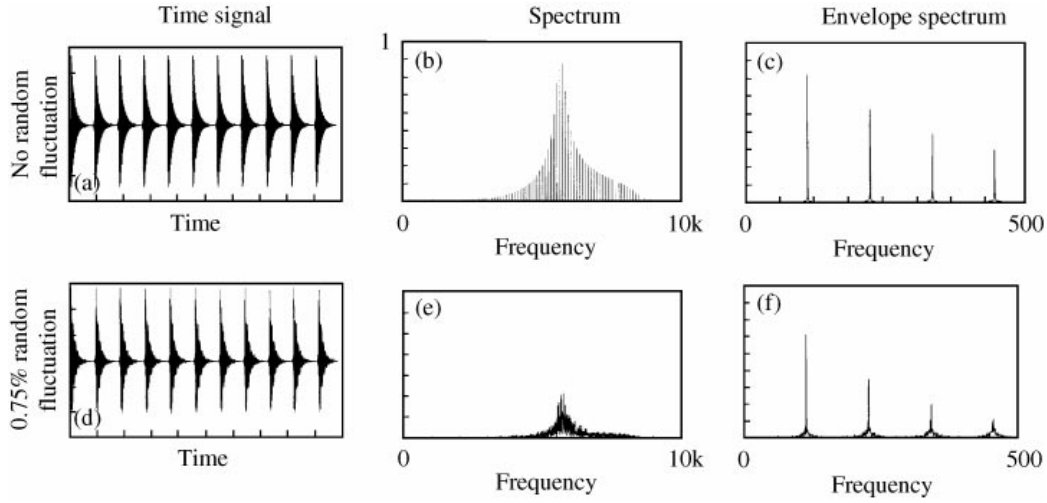 Time signal
Spectrum
Envelope spectrum
No random
fluctuation
(a)
Time
1
(b)
0
10k
Frequency
(c)
0
500
Frequency
0.75% random
fluctuation
(d)
Time
(e)
0
10k
Frequency
(f)
0
500
Frequency